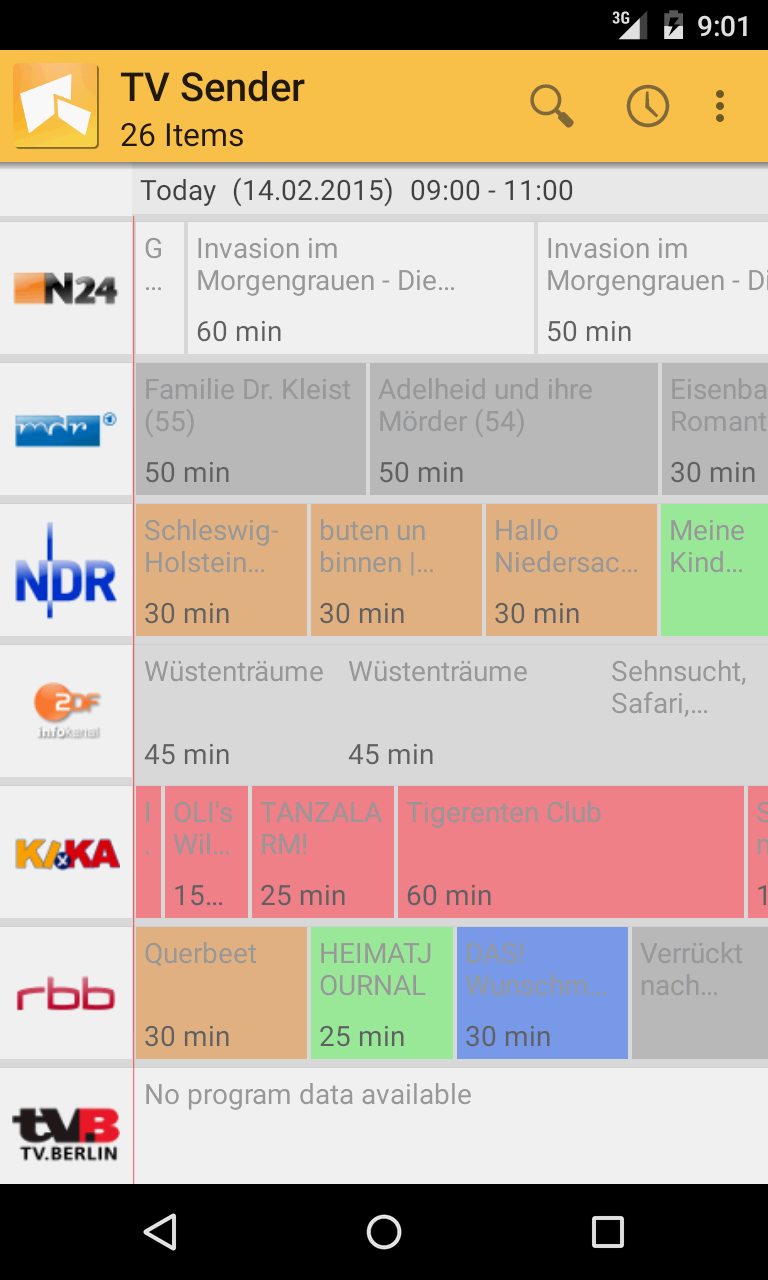 3G 9:01
TV Sender
26 Items
Today (14.02.2015) 09:00 - 11:00
N24
G
...
Invasion im
Morgengrauen - Die...
60 min
Invasion im
Morgengrauen - Di
50 min
mdr
Familie Dr. Kleist
(55)
50 min
Adelheid und ihre
Mörder (54)
50 min
Eisenba
Romant
30 min
NDR
Schleswig-
Holstein...
30 min
buten un
binnen |...
30 min
Hallo
Niedersac...
30 min
Meine
Kind...
ZDF
infokanal
Wüstenträume
45 min
Wüstenträume
45 min
Sehnsucht,
Safari,...
KiKA
OLI's
Wil...
15...
TANZALA
RM!
25 min
Tigerenten Club
60 min
S
1
rbb
Querbeet
30 min
HEIMATJ
OURNAL
25 min
DAS!
Wunschm...
30 min
Verrückt
nach...
tvB
TV.BERLIN
No program data available